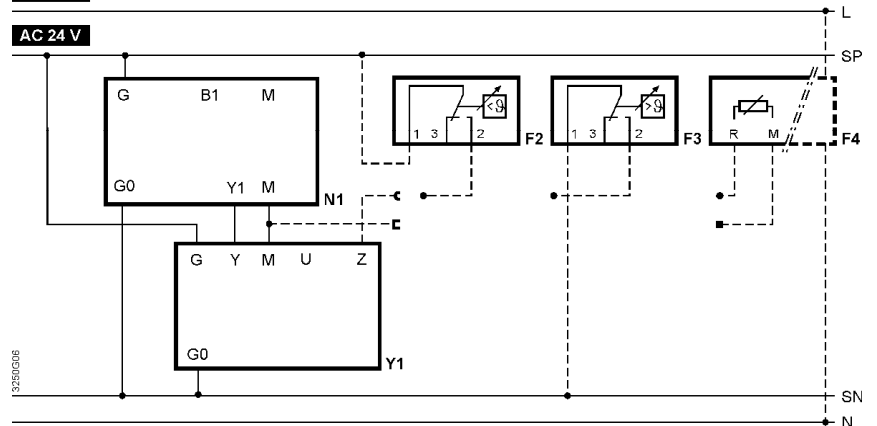 L
AC 24 V
SP
G B1 M
<ϑ
>ϑ
1 3 2 F2
1 3 2 F3
R M F4
G0 Y1 M N1
G Y M U Z
G0 Y1
3250G06
SN
N